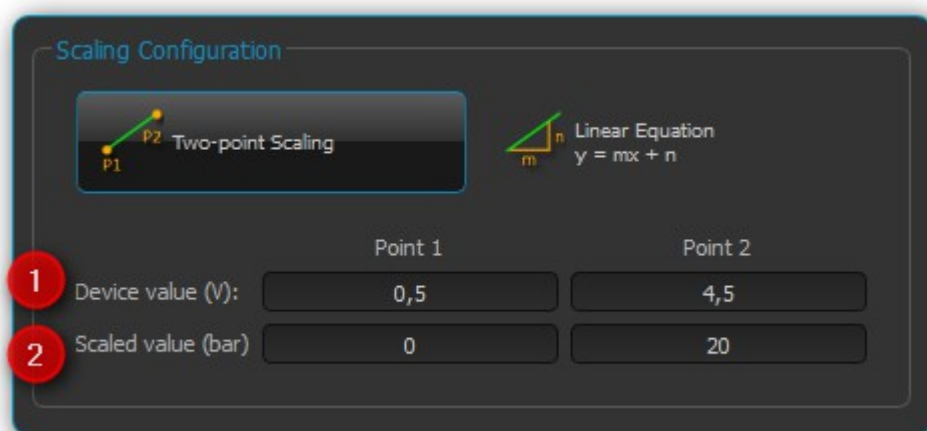 Scaling Configuration
P1
P2
Two-point Scaling
m
n
Linear Equation
y = mx + n
Point 1
Point 2
1
Device value (V):
0,5
4,5
2
Scaled value (bar)
0
20